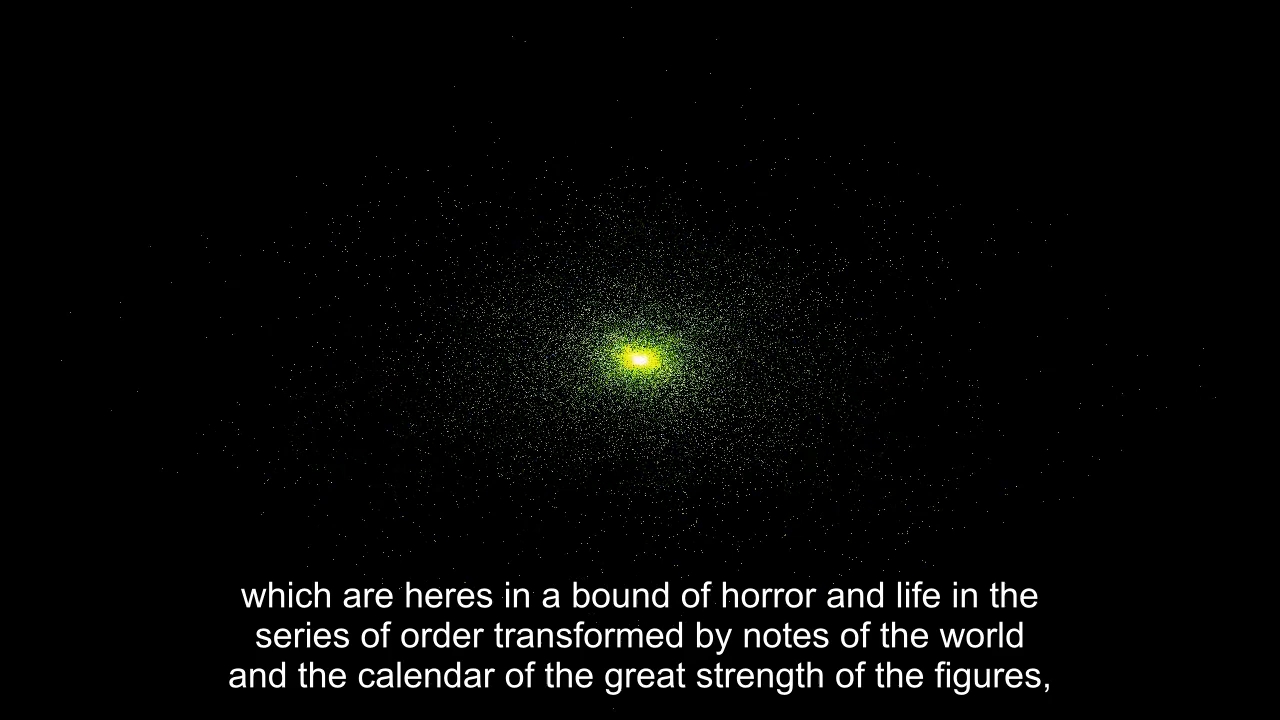 which are heres in a bound of horror and life in the
series of order transformed by notes of the world
and the calendar of the great strength of the figures,